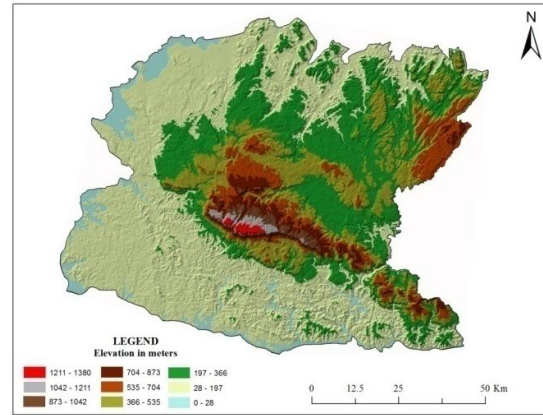 N
LEGEND
Elevation in meters
1211 - 1380
704 - 873
197 - 366
1042 - 1211
535 - 704
28 - 197
873 - 1042
366 - 535
0 - 28
0 12.5 25 50 Km